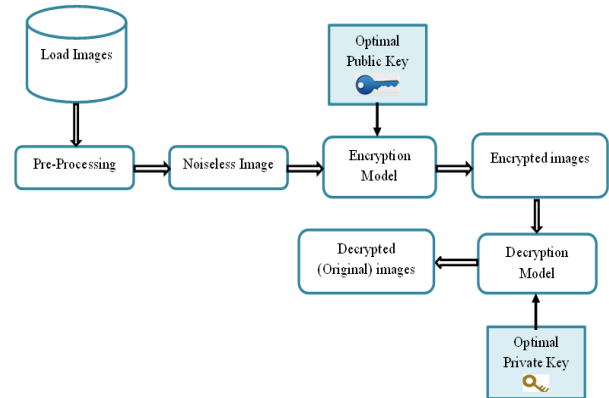 Load Images
Optimal
Public Key
Pre-Processing
Noiseless Image
Encryption
Model
Encrypted images
Decrypted
(Original) images
Decryption
Model
Optimal
Private Key